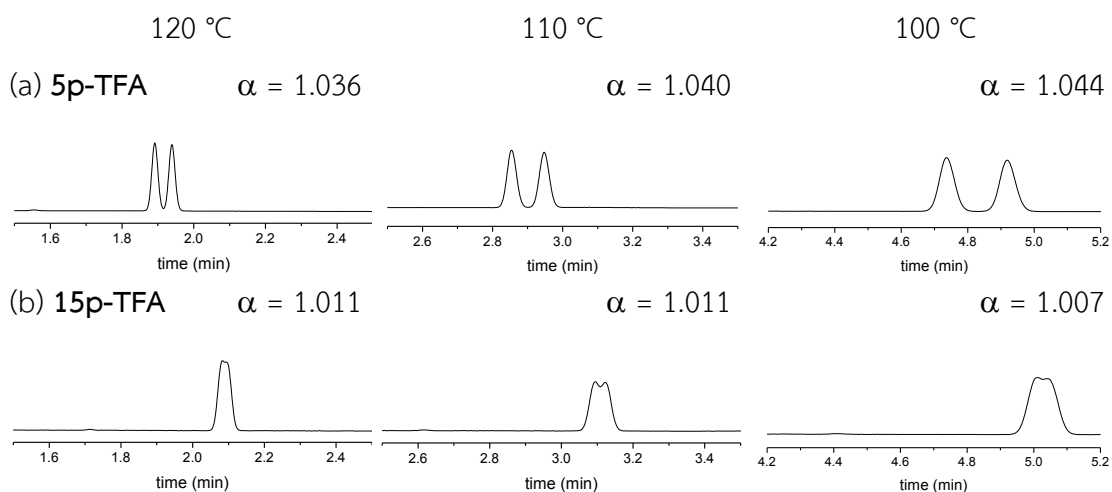 120 °C 110 °C 100 °C
(a) 5p-TFA α = 1.036 α = 1.040 α = 1.044
1.6 1.8 2.0 2.2 2.4 2.6 2.8 3.0 3.2 3.4 4.2 4.4 4.6 4.8 5.0 5.2
time (min) time (min) time (min)
(b) 15p-TFA α = 1.011 α = 1.011 α = 1.007
1.6 1.8 2.0 2.2 2.4 2.6 2.8 3.0 3.2 3.4 4.2 4.4 4.6 4.8 5.0 5.2
time (min) time (min) time (min)